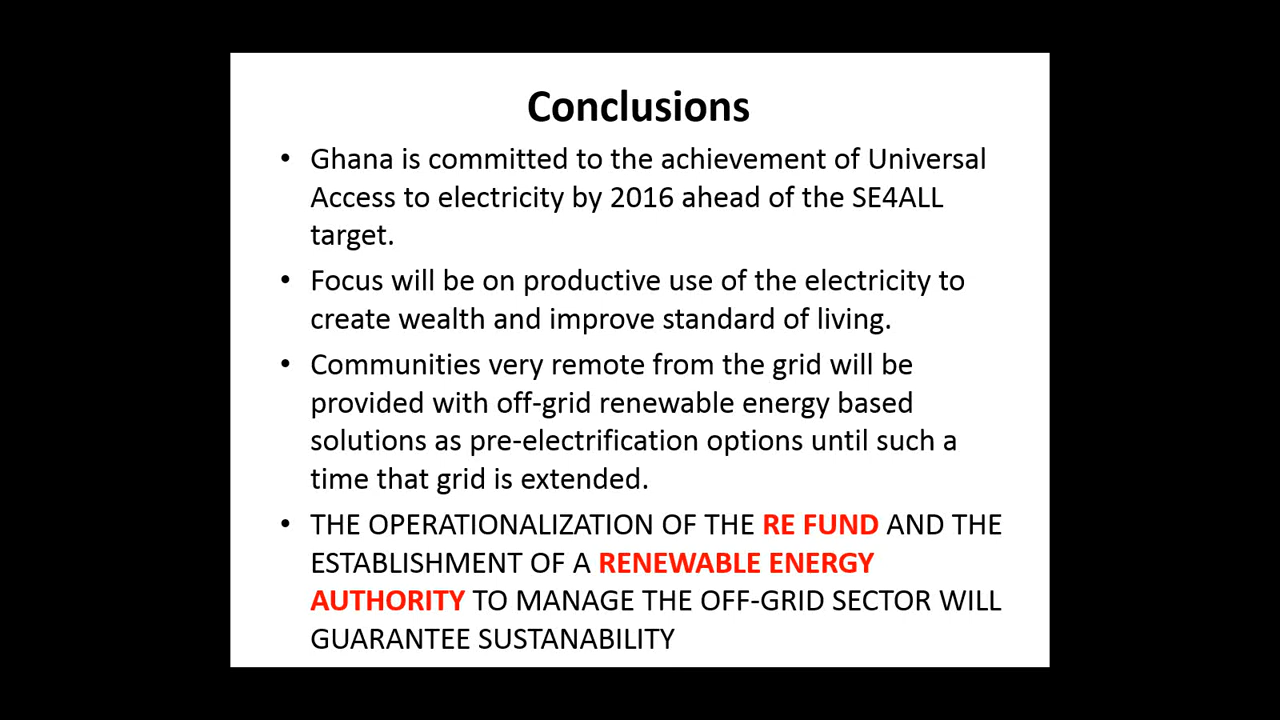 Conclusions
• Ghana is committed to the achievement of Universal
Access to electricity by 2016 ahead of the SE4ALL
target.
• Focus will be on productive use of the electricity to
create wealth and improve standard of living.
• Communities very remote from the grid will be
provided with off-grid renewable energy based
solutions as pre-electrification options until such a
time that grid is extended.
• THE OPERATIONALIZATION OF THE RE FUND AND THE
ESTABLISHMENT OF A RENEWABLE ENERGY
AUTHORITY TO MANAGE THE OFF-GRID SECTOR WILL
GUARANTEE SUSTANABILITY